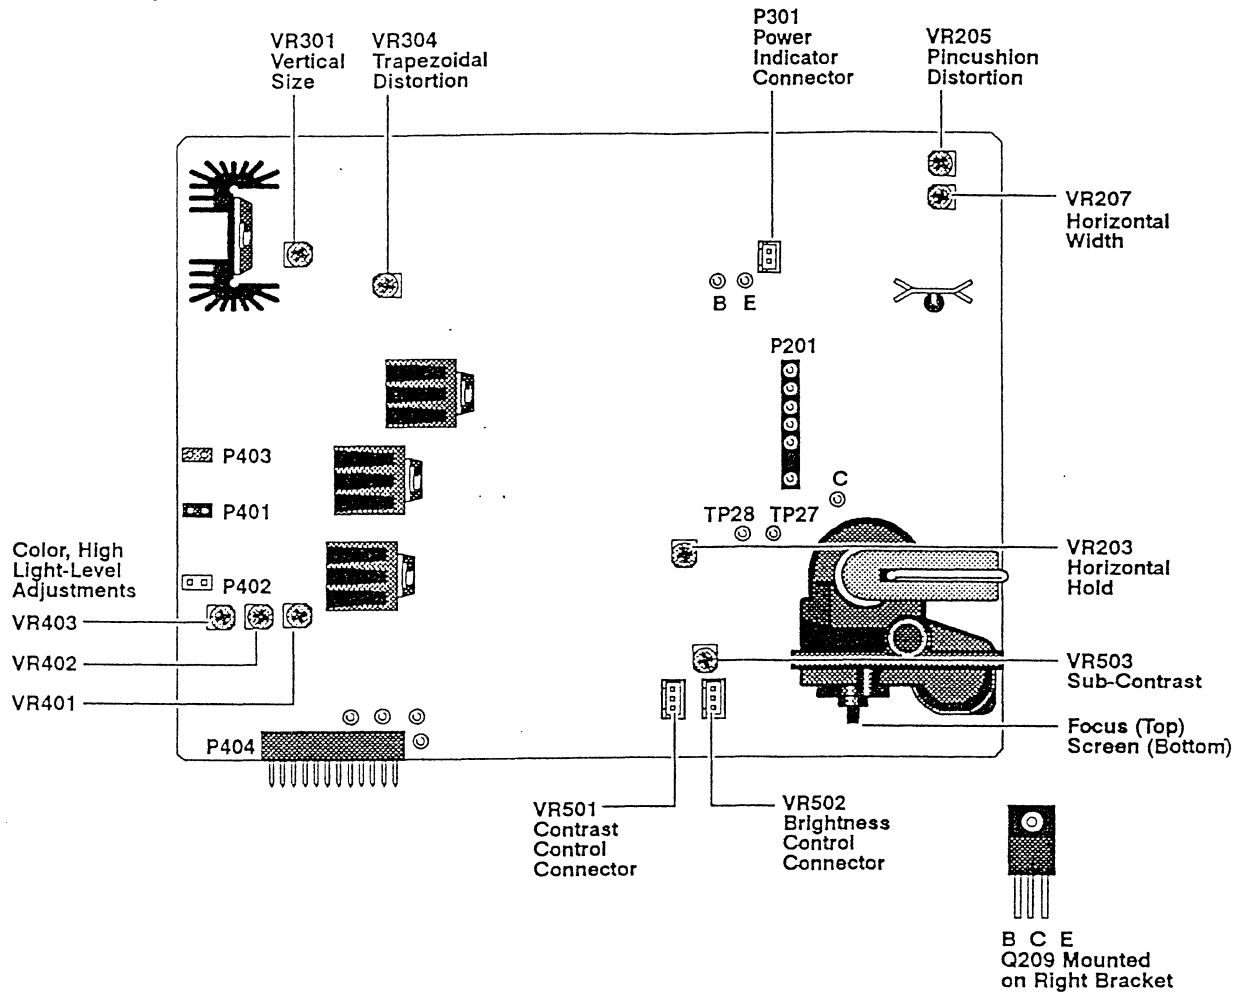 P301
Power
Indicator
Connector
VR301
Vertical
Size
VR304
Trapezoidal
Distortion
VR205
Pincushion
Distortion
VR207
Horizontal
Width
B E
P201
P403
C
P401
TP28 TP27
Color, High
Light-Level
Adjustments
P402
VR203
Horizontal
Hold
VR403
VR402
VR401
VR503
Sub-Contrast
P404
Focus (Top)
Screen (Bottom)
VR501
Contrast
Control
Connector
VR502
Brightness
Control
Connector
B C E
Q209 Mounted
on Right Bracket